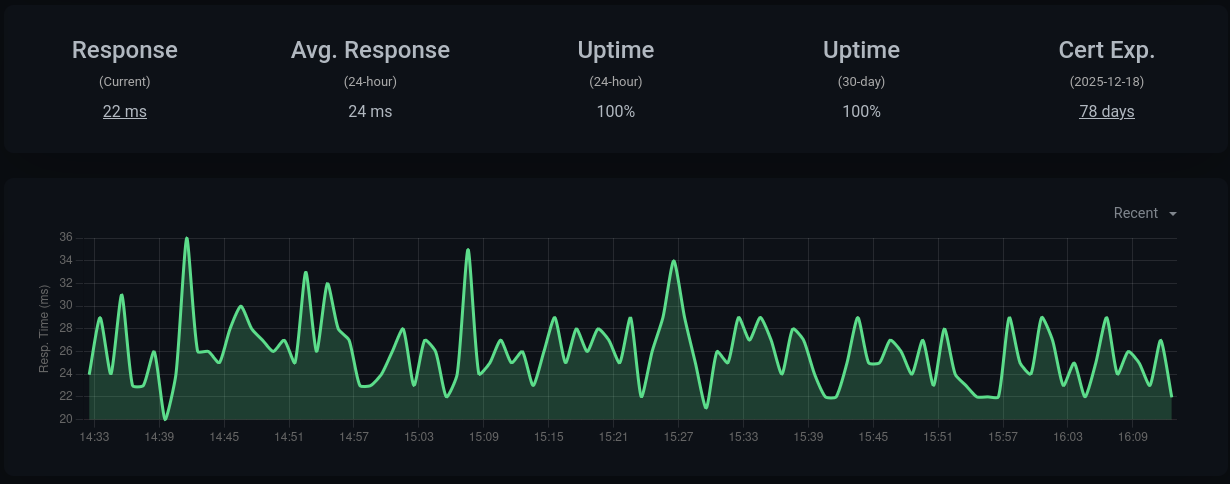 Response
(Current)
22 ms
Avg. Response
(24-hour)
24 ms
Uptime
(24-hour)
100%
Uptime
(30-day)
100%
Cert Exp.
(2025-12-18)
78 days
Recent
Resp. Time (ms)
36
34
32
30
28
26
24
22
20
14:33 14:39 14:45 14:51 14:57 15:03 15:09 15:15 15:21 15:27 15:33 15:39 15:45 15:51 15:57 16:03 16:09